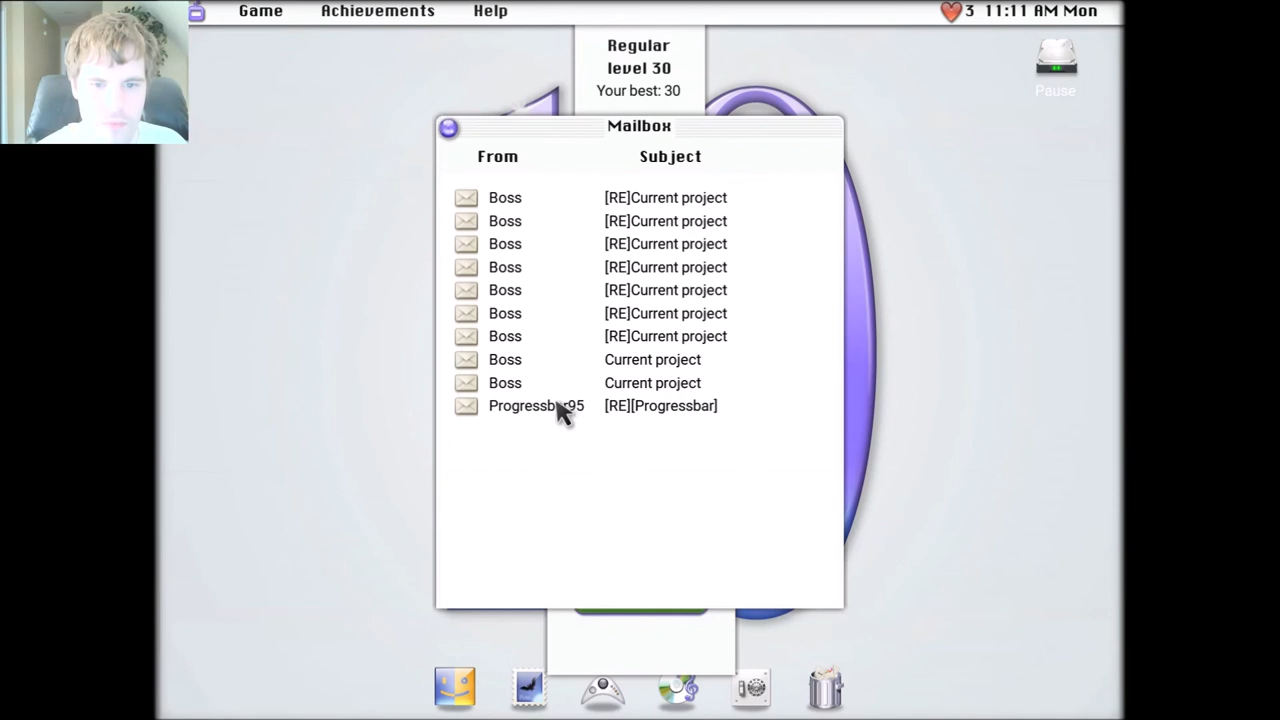 Game Achievements Help 3 11:11 AM Mon
Regular
level 30
Your best: 30
Pause
Mailbox
From Subject
Boss [RE]Current project
Boss [RE]Current project
Boss [RE]Current project
Boss [RE]Current project
Boss [RE]Current project
Boss [RE]Current project
Boss [RE]Current project
Boss Current project
Boss Current project
Progressbar95 [RE][Progressbar]